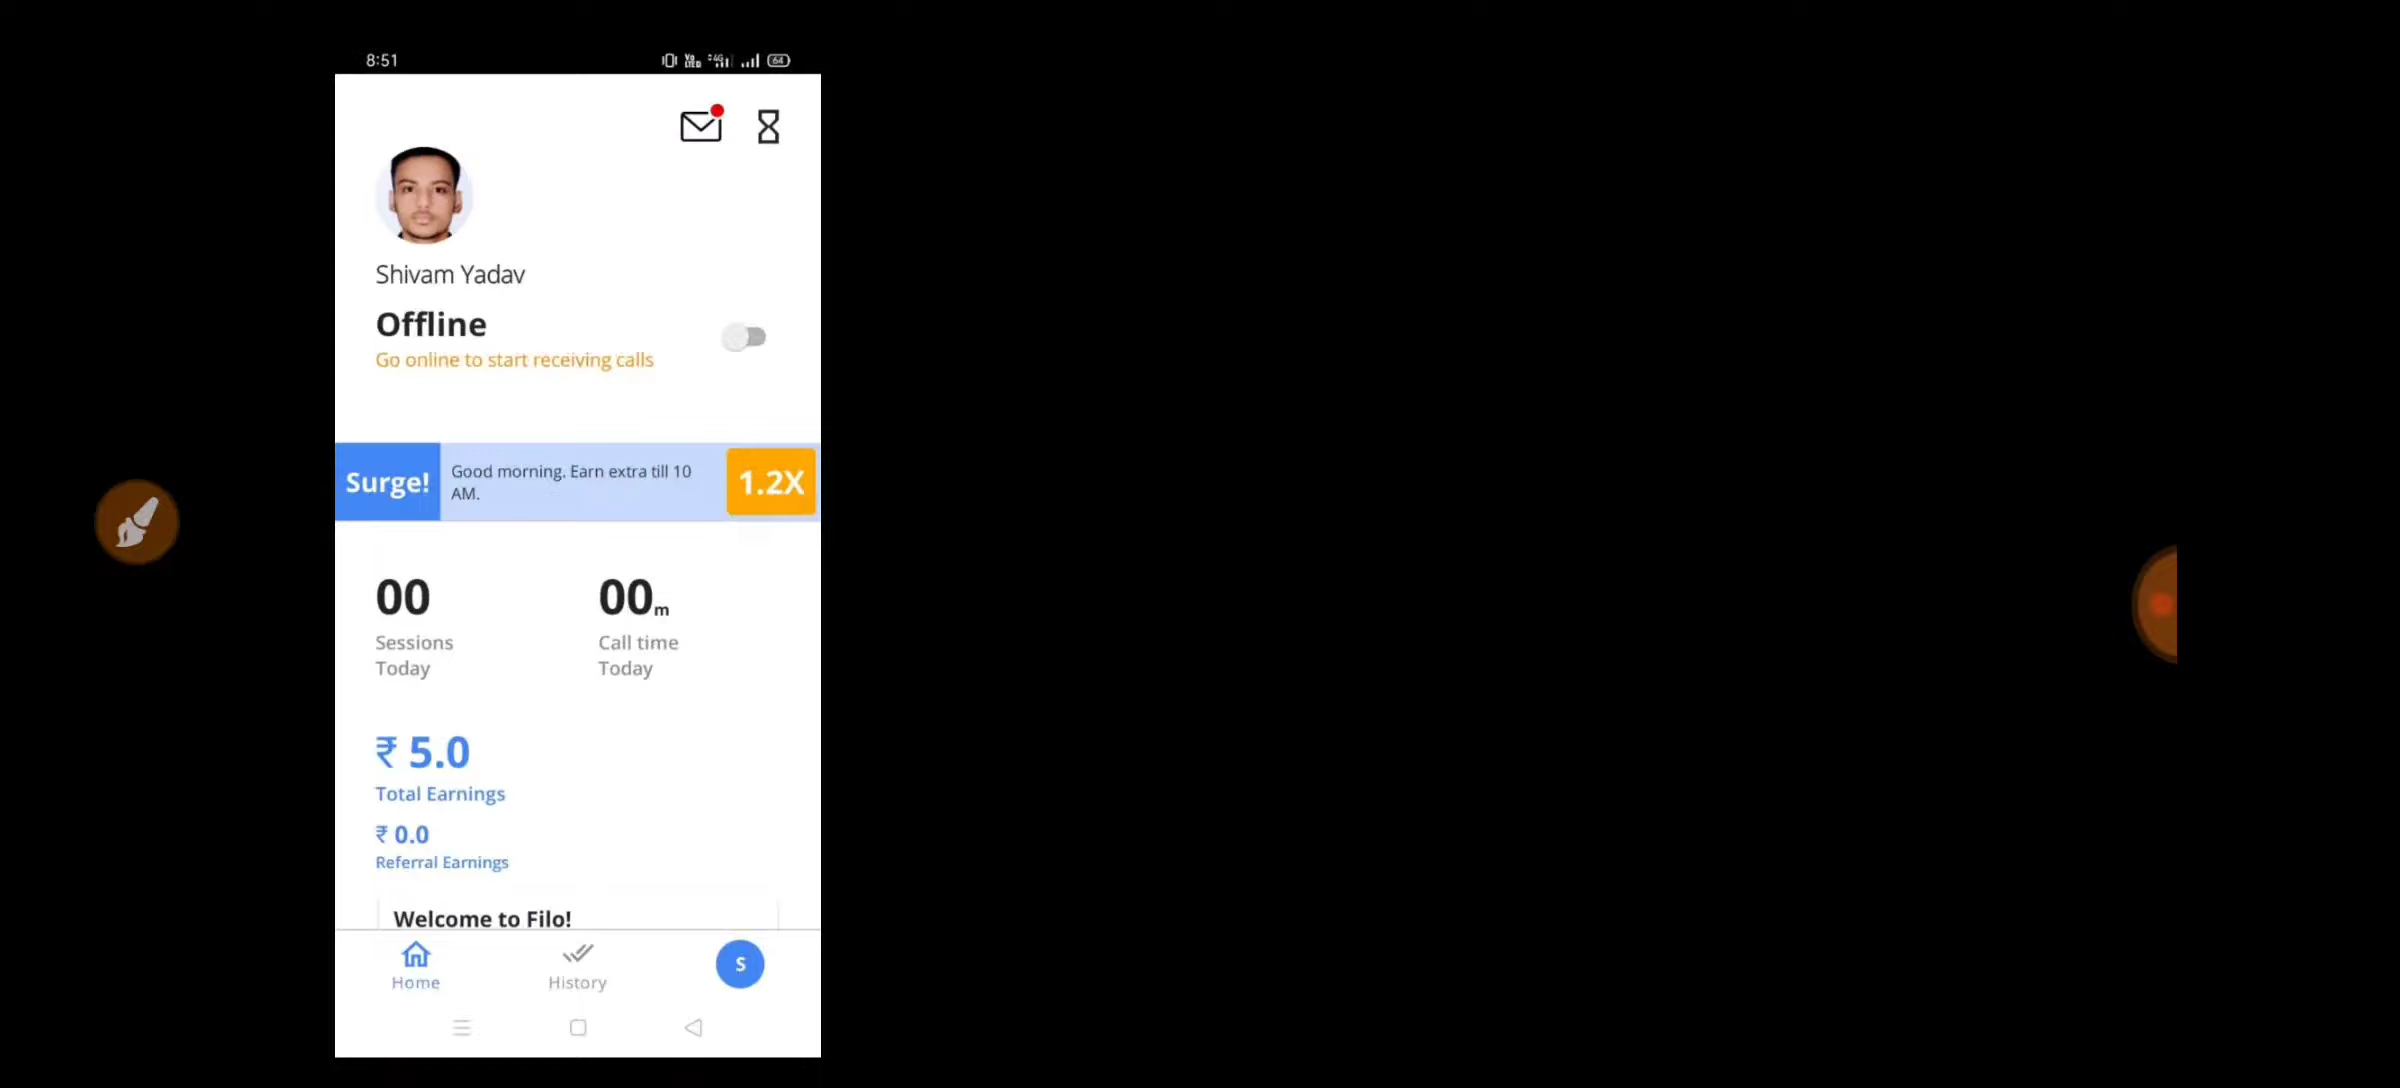 8:51
64
Shivam Yadav
Offline
Go online to start receiving calls
Surge!
Good morning. Earn extra till 10
AM.
1.2X
00
00m
Sessions
Today
Call time
Today
₹ 5.0
Total Earnings
₹ 0.0
Referral Earnings
Welcome to Filo!
S
Home
History